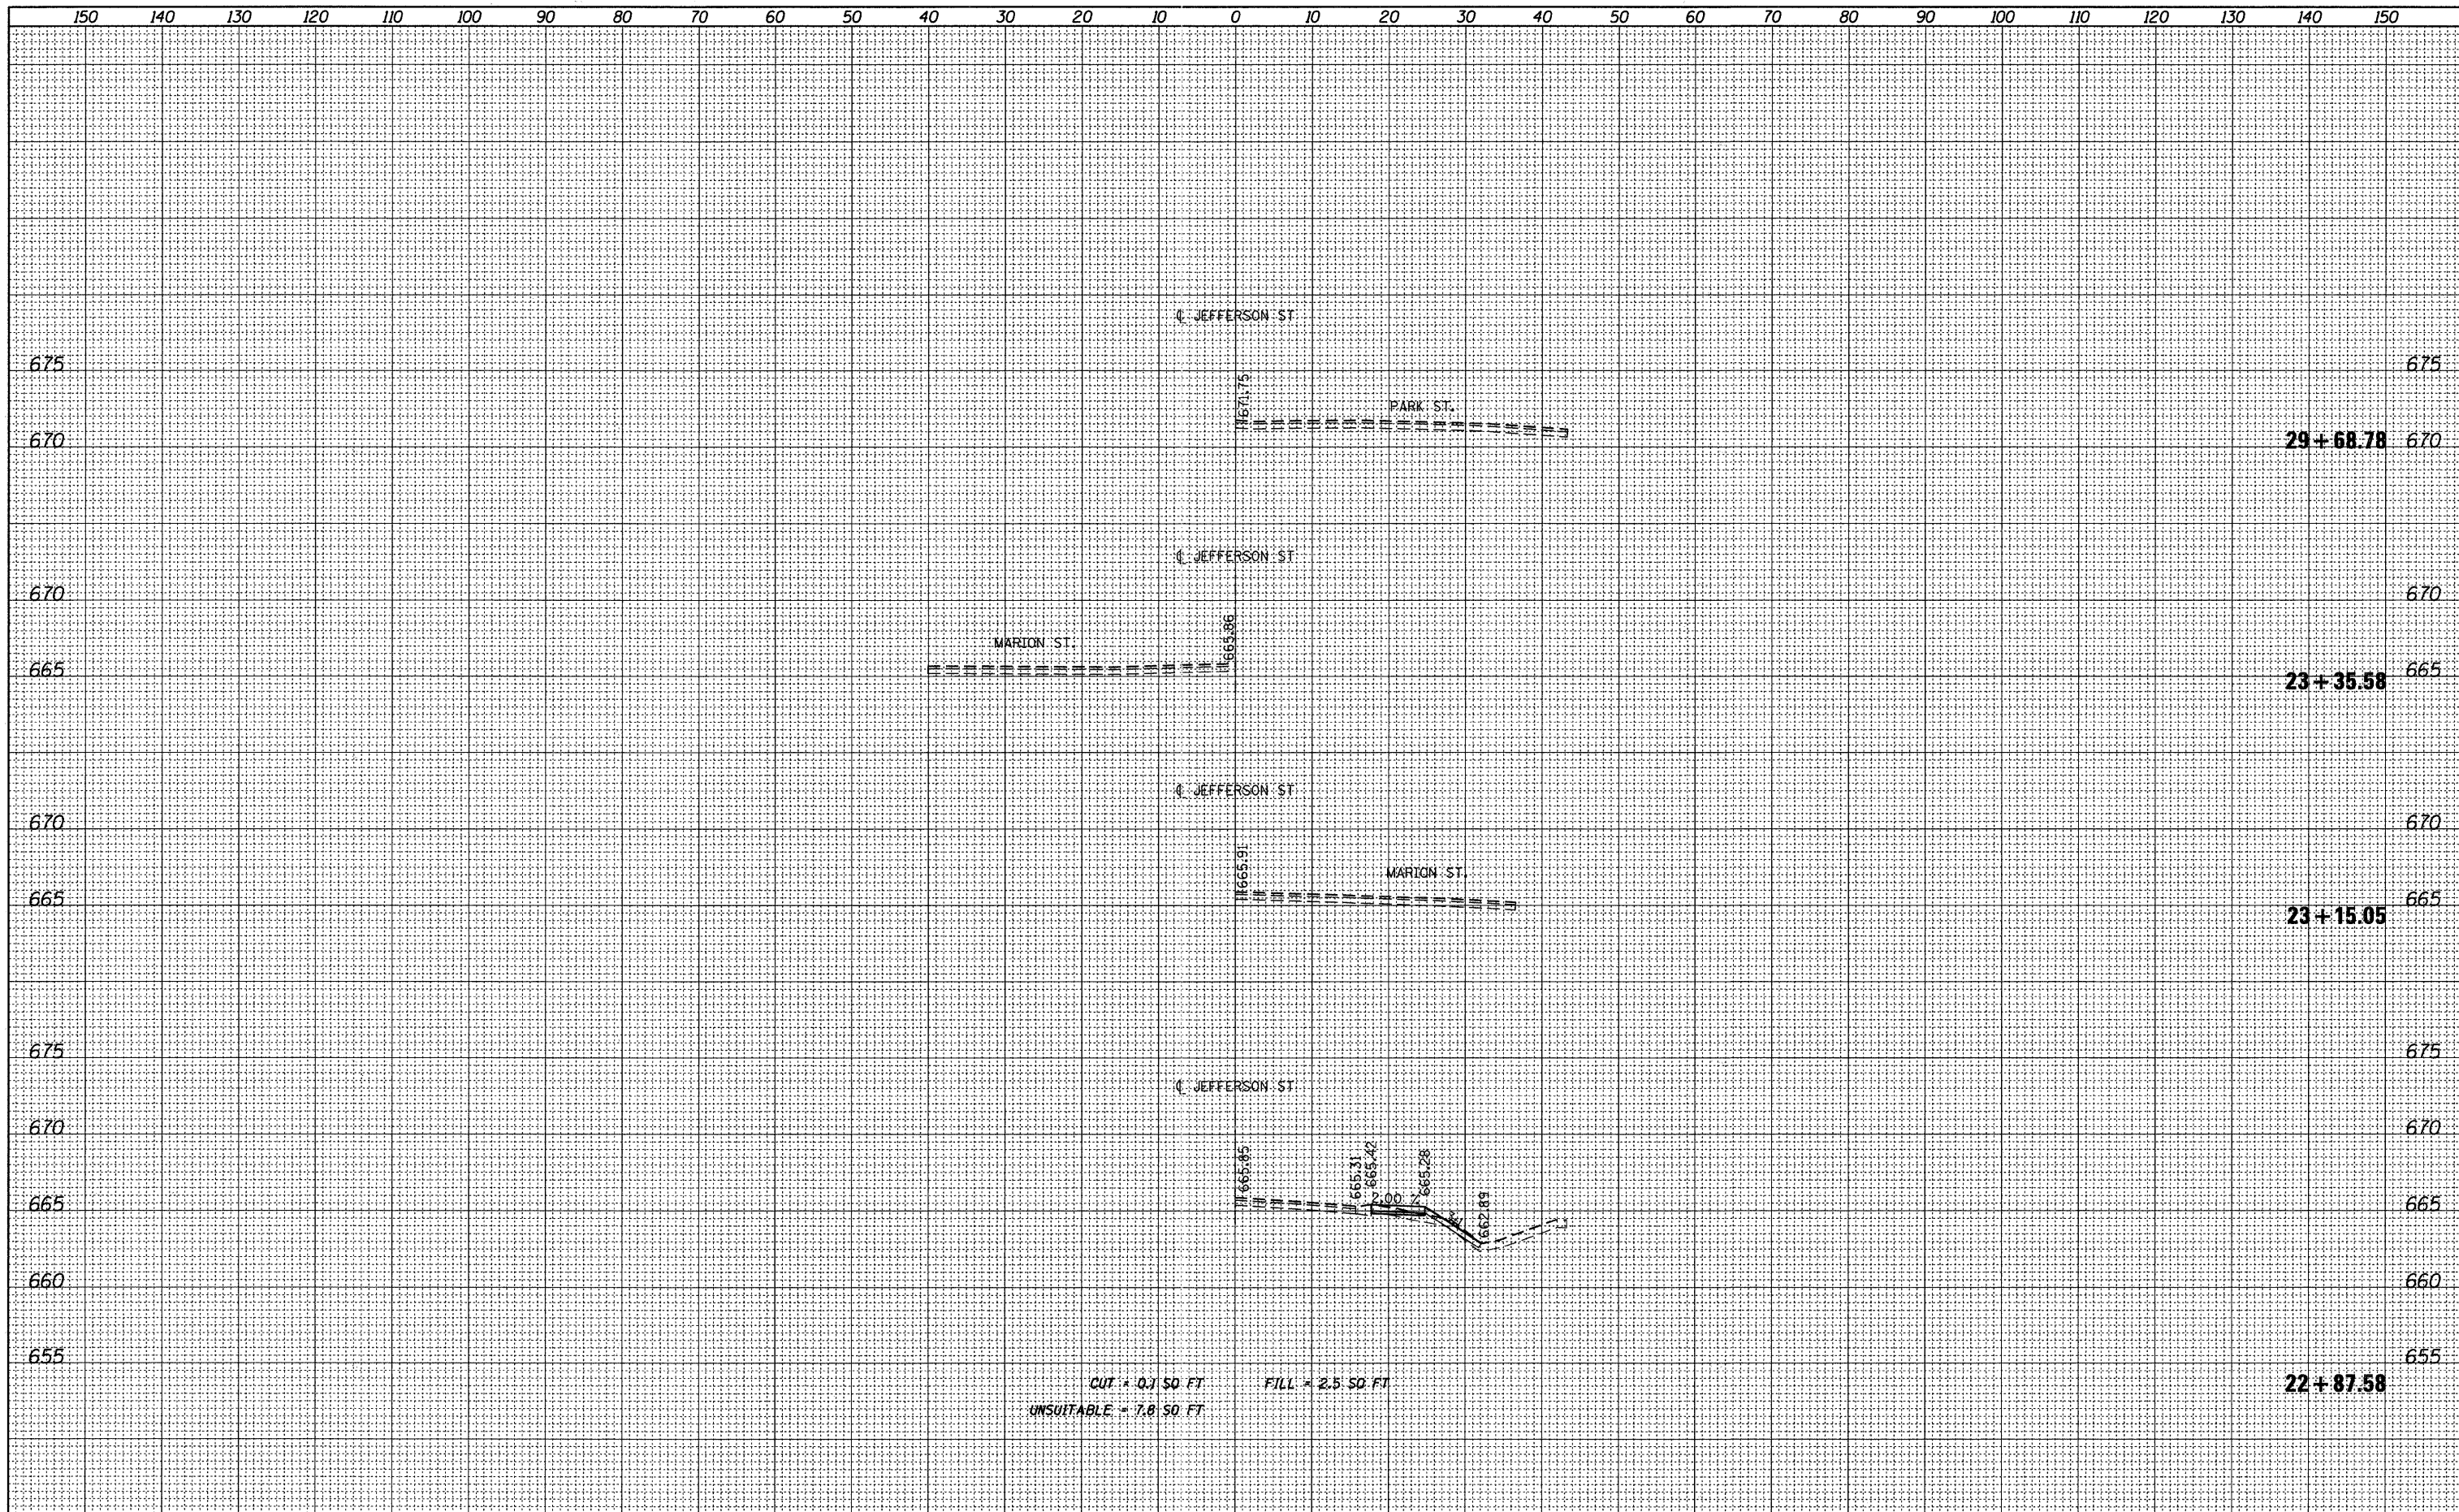 150 140 130 120 110 100 90 80 70 60 50 40 30 20 10 0 10 20 30 40 50 60 70 80 90 100 110 120 130 140 150
℄ JEFFERSON ST
675 675
671.75
PARK ST.
670 29+68.78 670
℄ JEFFERSON ST
670 670
665.86
MARION ST.
665 23+35.58 665
℄ JEFFERSON ST
670 670
665.91
MARION ST.
665 23+15.05 665
675 675
℄ JEFFERSON ST
670 670
665.85 665.31 665.42 665.28 662.89
2.00 %
665 665
660 660
655 655
CUT = 0.1 SQ FT FILL = 2.5 SQ FT 22+87.58
UNSUITABLE = 7.8 SQ FT